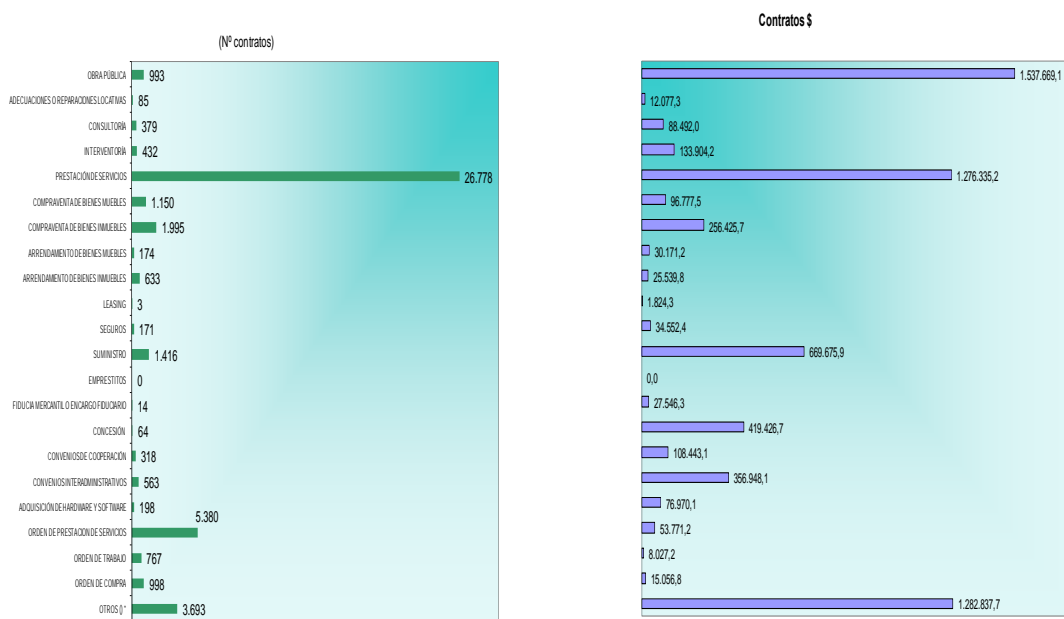 Contratos $
(Nº contratos)
OBRA PÚBLICA 993 1.537.669,1
ADECUACIONES O REPARACIONES LOCATIVAS 85 12.077,3
CONSULTORÍA 379 88.492,0
INTERVENTORÍA 432 133.904,2
PRESTACIÓN DE SERVICIOS 26.778 1.276.335,2
COMPRAVENTA DE BIENES MUEBLES 1.150 96.777,5
COMPRAVENTA DE BIENES INMUEBLES 1.995 256.425,7
ARRENDAMIENTO DE BIENES MUEBLES 174 30.171,2
ARRENDAMIENTO DE BIENES INMUEBLES 633 25.539,8
LEASING 3 1.824,3
SEGUROS 171 34.552,4
SUMINISTRO 1.416 669.675,9
EMPRESTITOS 0 0,0
FIDUCIA MERCANTIL O ENCARGO FIDUCIARIO 14 27.546,3
CONCESIÓN 64 419.426,7
CONVENIOS DE COOPERACIÓN 318 108.443,1
CONVENIOS INTERADMINISTRATIVOS 563 356.948,1
ADQUISICIÓN DE HARDWARE Y SOFTWARE 198 76.970,1
ORDEN DE PRESTACION DE SERVICIOS 5.380 53.771,2
ORDEN DE TRABAJO 767 8.027,2
ORDEN DE COMPRA 998 15.056,8
OTROS () * 3.693 1.282.837,7